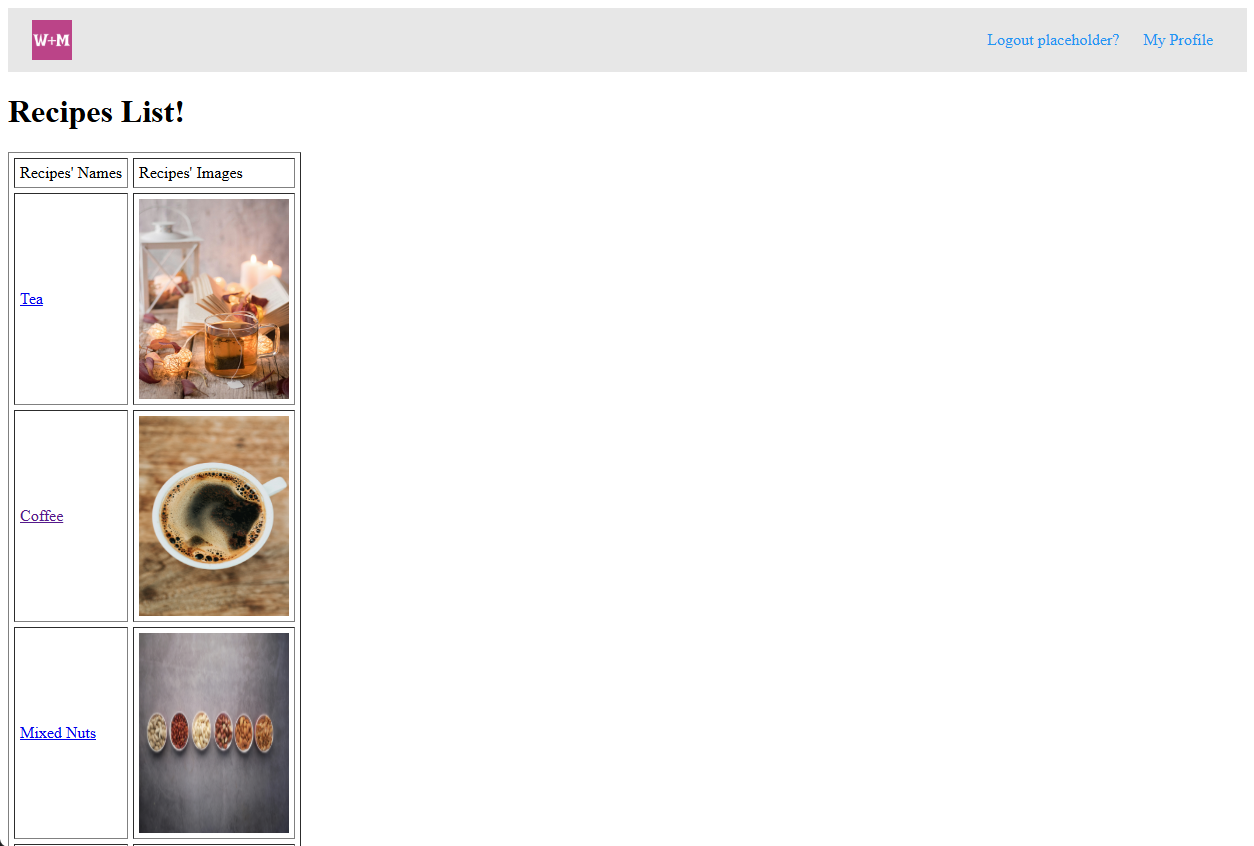 W+M
Logout placeholder? My Profile
Recipes List!
Recipes' Names Recipes' Images
Tea
Coffee
Mixed Nuts